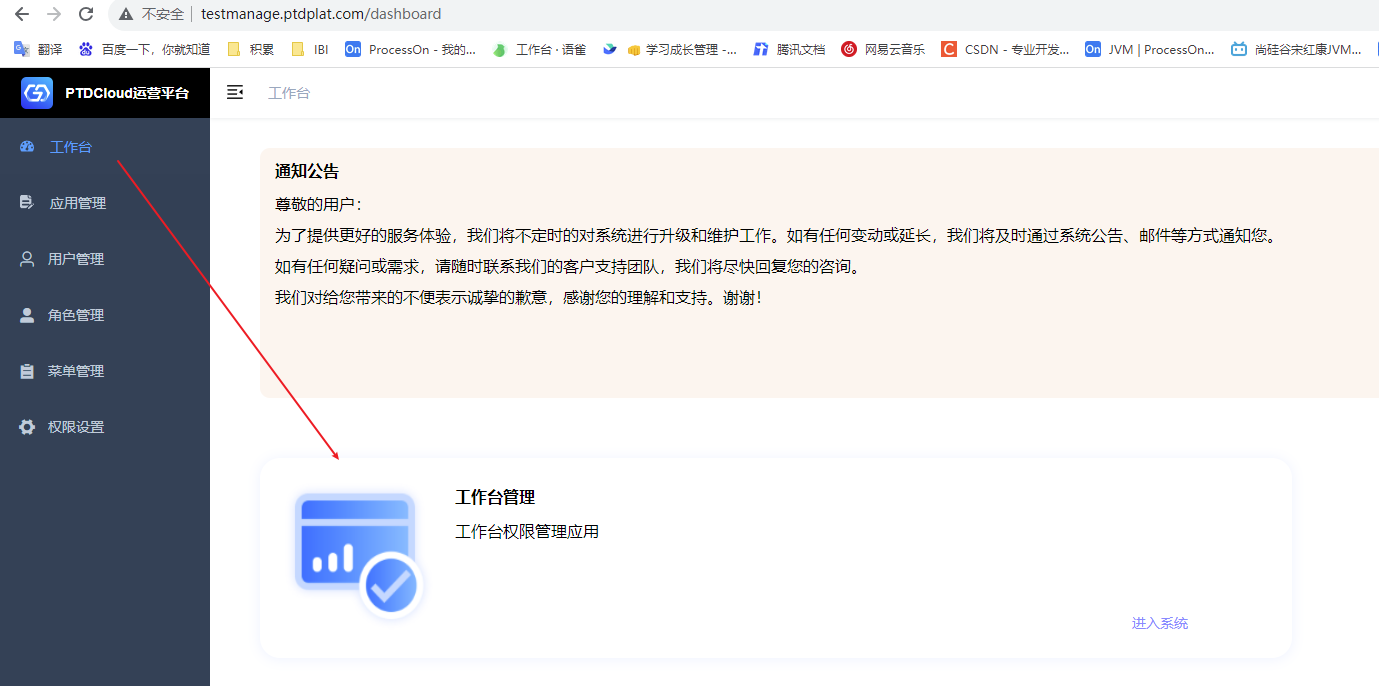 不安全 testmanage.ptdplat.com/dashboard
翻译 百度一下，你就知道 积累 IBI ProcessOn - 我的... 工作台 · 语雀 学习成长管理 -... 腾讯文档 网易云音乐 CSDN - 专业开发... JVM | ProcessOn... 尚硅谷宋红康JVM...
PTDCloud运营平台 工作台
工作台
应用管理
用户管理
角色管理
菜单管理
权限设置
通知公告
尊敬的用户：
为了提供更好的服务体验，我们将不定时的对系统进行升级和维护工作。如有任何变动或延长，我们将及时通过系统公告、邮件等方式通知您。
如有任何疑问或需求，请随时联系我们的客户支持团队，我们将尽快回复您的咨询。
我们对给您带来的不便表示诚挚的歉意，感谢您的理解和支持。谢谢！
工作台管理
工作台权限管理应用
进入系统